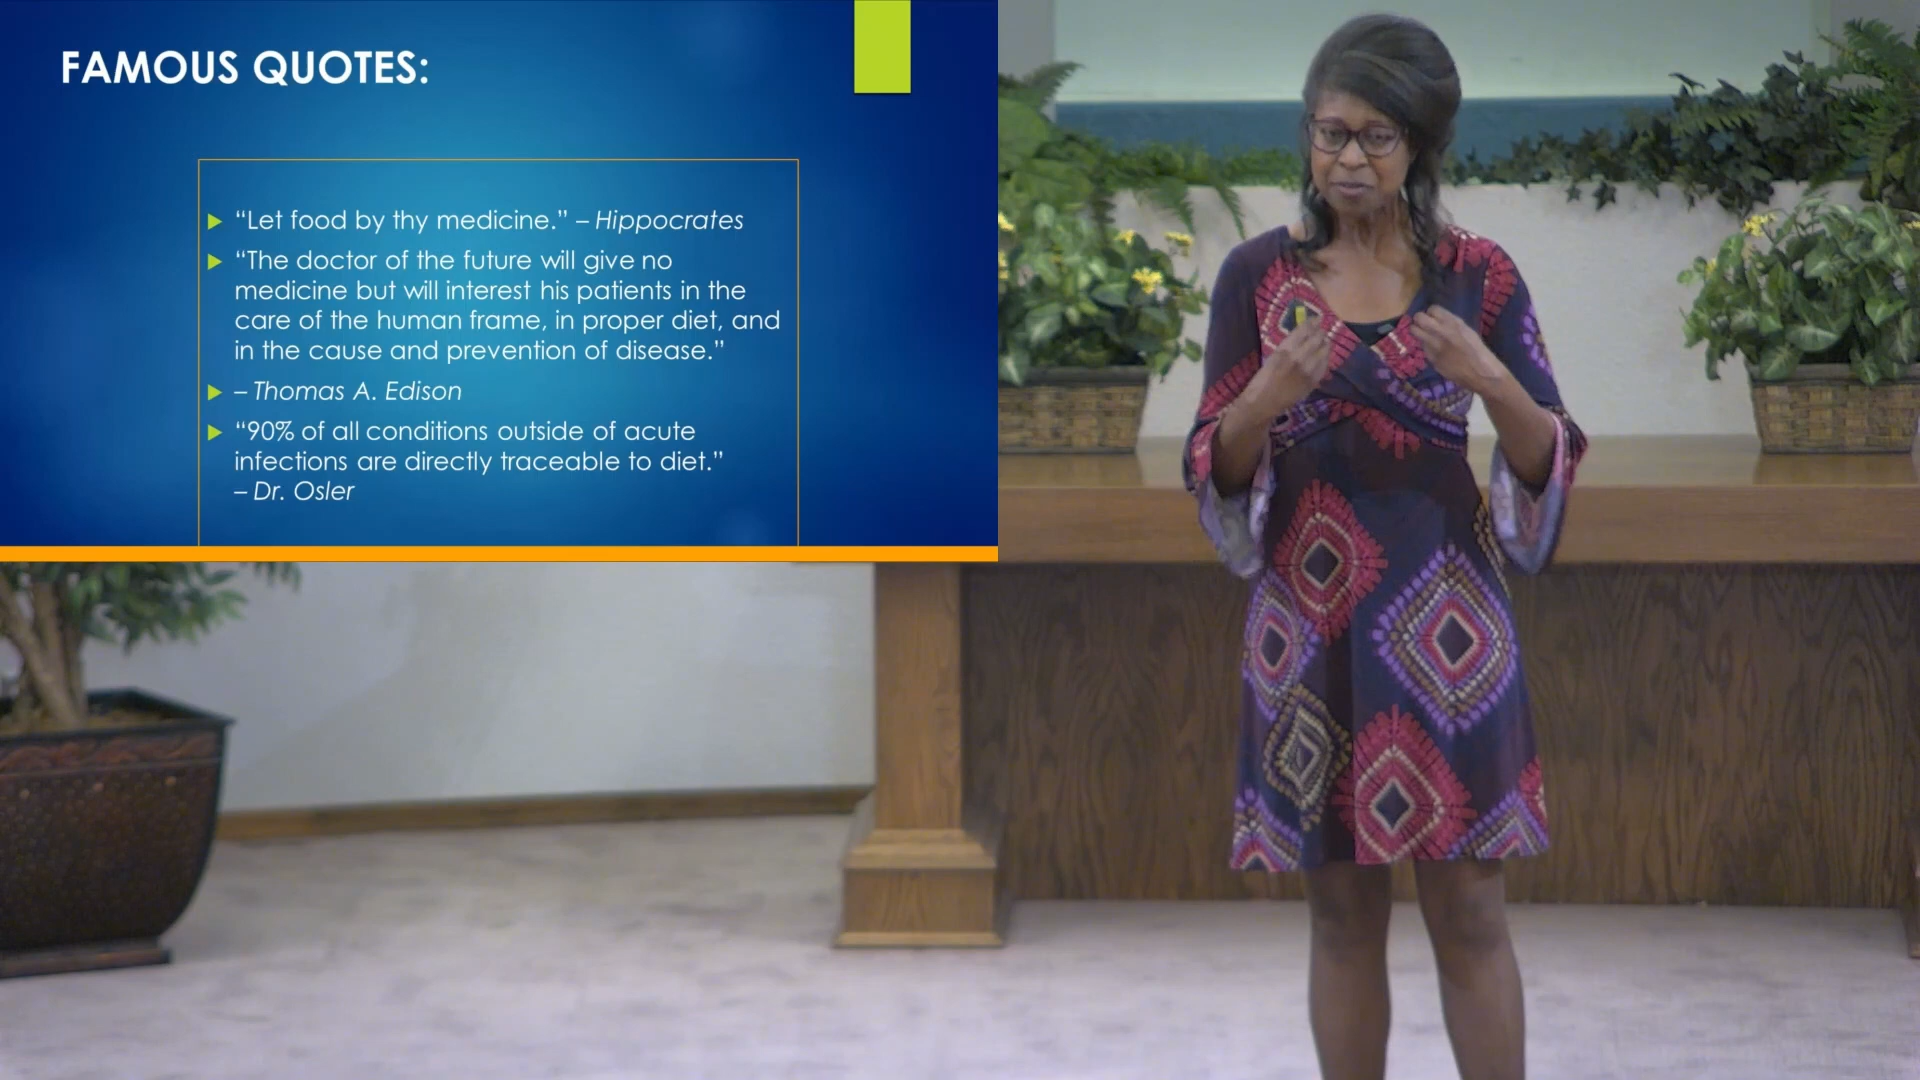 FAMOUS QUOTES:
“Let food by thy medicine.” – Hippocrates
“The doctor of the future will give no
medicine but will interest his patients in the
care of the human frame, in proper diet, and
in the cause and prevention of disease.”
– Thomas A. Edison
“90% of all conditions outside of acute
infections are directly traceable to diet.”
– Dr. Osler